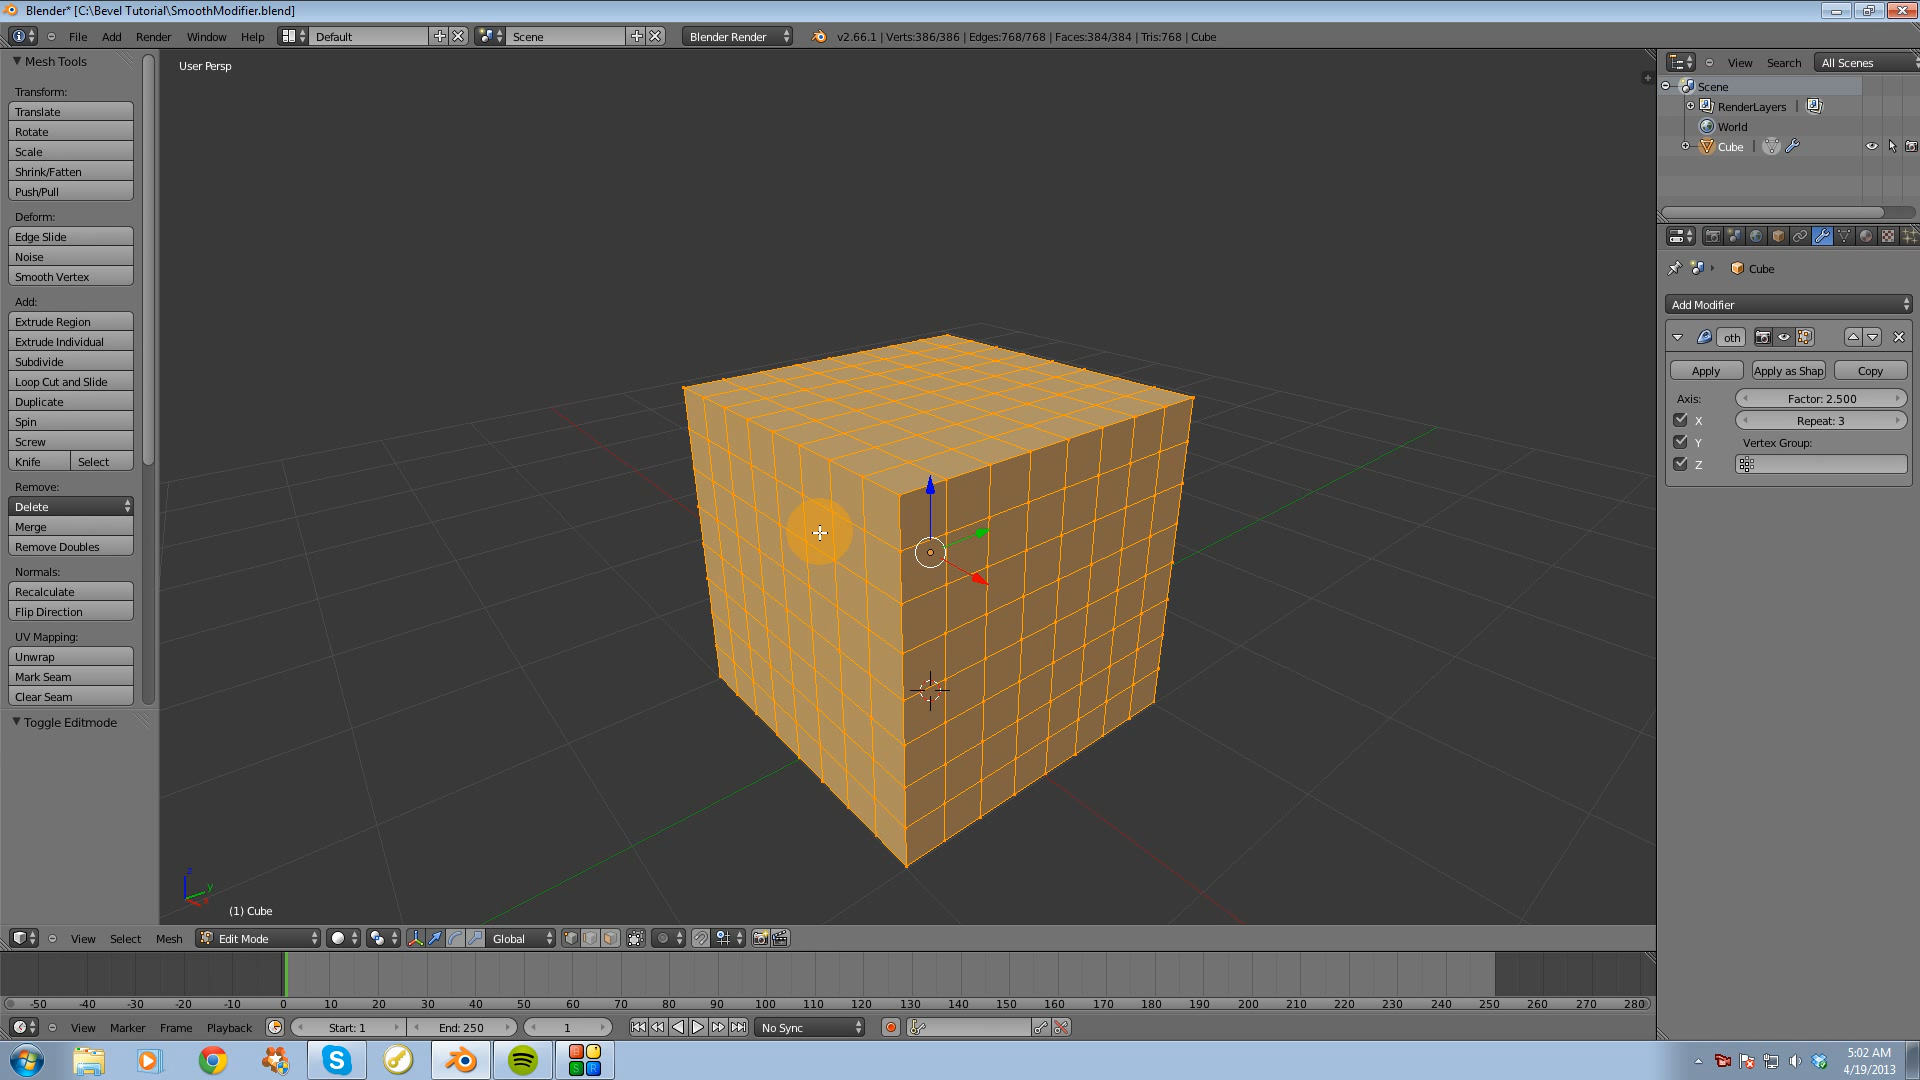 Blender* [C:\Bevel Tutorial\SmoothModifier.blend]
File Add Render Window Help Default Scene Blender Render v2.66.1 | Verts:386/386 | Edges:768/768 | Faces:384/384 | Tris:768 | Cube
Mesh Tools
Transform:
Translate
Rotate
Scale
Shrink/Fatten
Push/Pull
Deform:
Edge Slide
Noise
Smooth Vertex
Add:
Extrude Region
Extrude Individual
Subdivide
Loop Cut and Slide
Duplicate
Spin
Screw
Knife Select
Remove:
Delete
Merge
Remove Doubles
Normals:
Recalculate
Flip Direction
UV Mapping:
Unwrap
Mark Seam
Clear Seam
Toggle Editmode
User Persp
z
y
x
(1) Cube
View Search All Scenes
Scene
RenderLayers |
World
Cube |
Cube
Add Modifier
oth
Apply Apply as Shap Copy
Axis: Factor: 2.500
X Repeat: 3
Y Vertex Group:
Z
View Select Mesh Edit Mode Global
-50 -40 -30 -20 -10 0 10 20 30 40 50 60 70 80 90 100 110 120 130 140 150 160 170 180 190 200 210 220 230 240 250 260 270 280
View Marker Frame Playback Start: 1 End: 250 1 No Sync
5:02 AM
4/19/2013